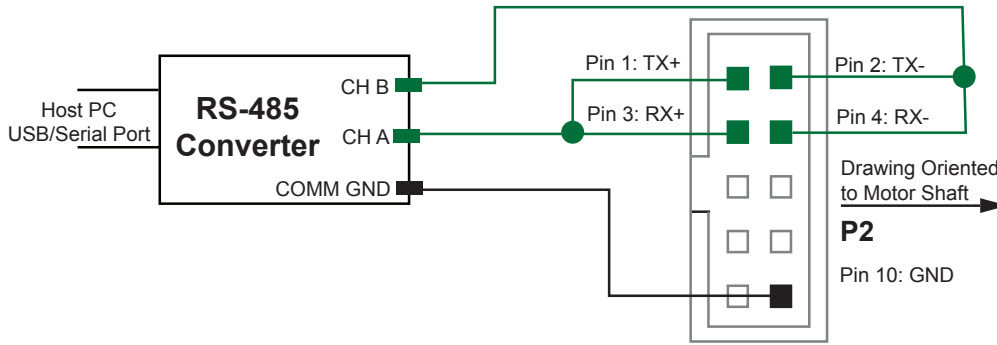 Host PC
USB/Serial Port
RS-485
Converter
CH B
CH A
COMM GND
Pin 1: TX+
Pin 3: RX+
Pin 2: TX-
Pin 4: RX-
Drawing Oriented
to Motor Shaft
P2
Pin 10: GND